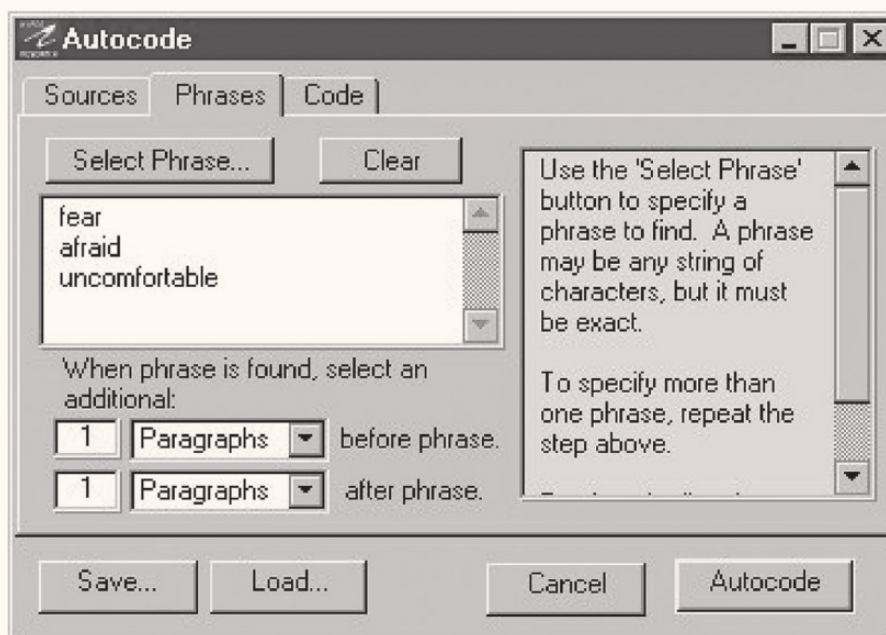 Autocode
Sources Phrases Code
Select Phrase... Clear
fear
afraid
uncomfortable
When phrase is found, select an
additional:
1 Paragraphs before phrase.
1 Paragraphs after phrase.
Use the 'Select Phrase'
button to specify a
phrase to find. A phrase
may be any string of
characters, but it must
be exact.
To specify more than
one phrase, repeat the
step above.
Save... Load... Cancel Autocode